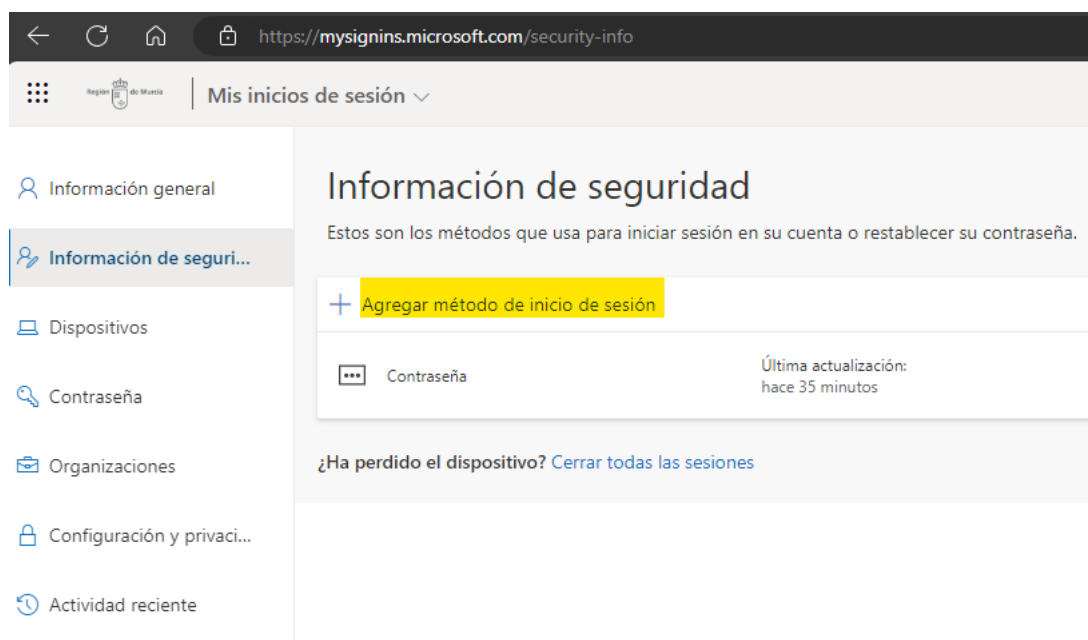 https://mysignins.microsoft.com/security-info
Región de Murcia
Mis inicios de sesión
Información general
Información de seguri...
Dispositivos
Contraseña
Organizaciones
Configuración y privaci...
Actividad reciente
Información de seguridad
Estos son los métodos que usa para iniciar sesión en su cuenta o restablecer su contraseña.
Agregar método de inicio de sesión
Contraseña
Última actualización:
hace 35 minutos
¿Ha perdido el dispositivo? Cerrar todas las sesiones